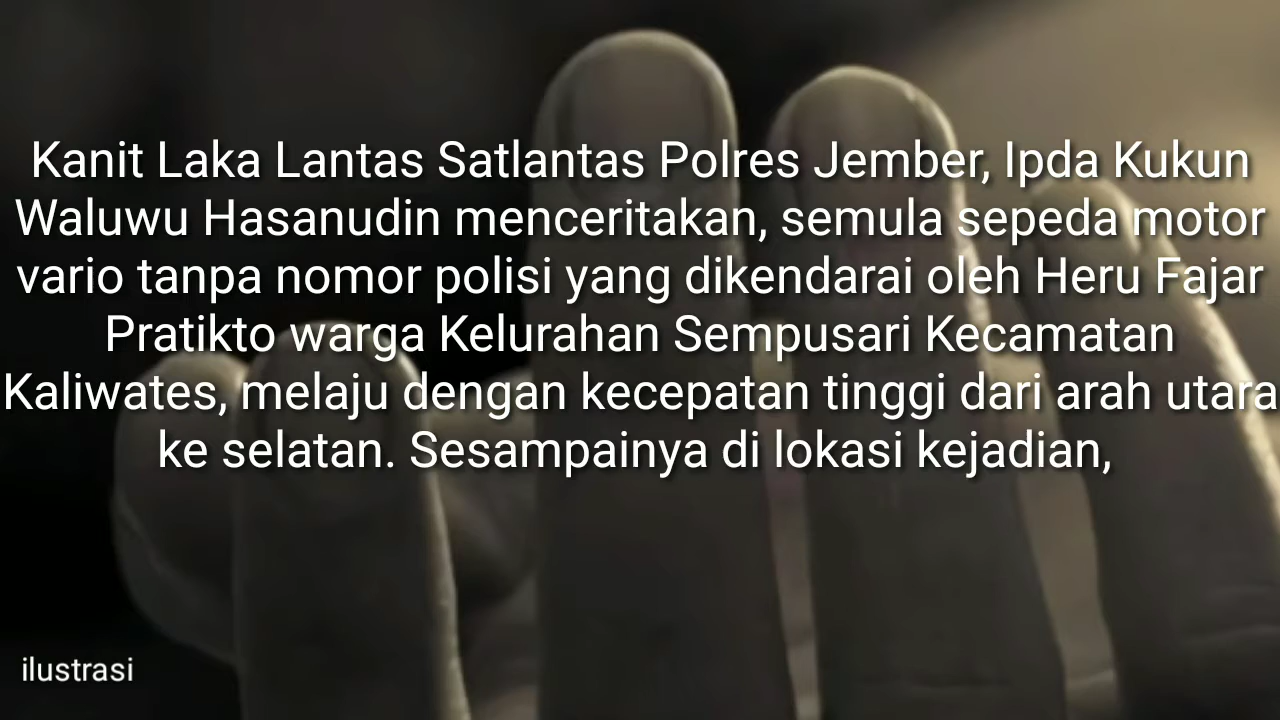 Kanit Laka Lantas Satlantas Polres Jember, Ipda Kukun
Waluwu Hasanudin menceritakan, semula sepeda motor
vario tanpa nomor polisi yang dikendarai oleh Heru Fajar
Pratikto warga Kelurahan Sempusari Kecamatan
Kaliwates, melaju dengan kecepatan tinggi dari arah utara
ke selatan. Sesampainya di lokasi kejadian,
ilustrasi